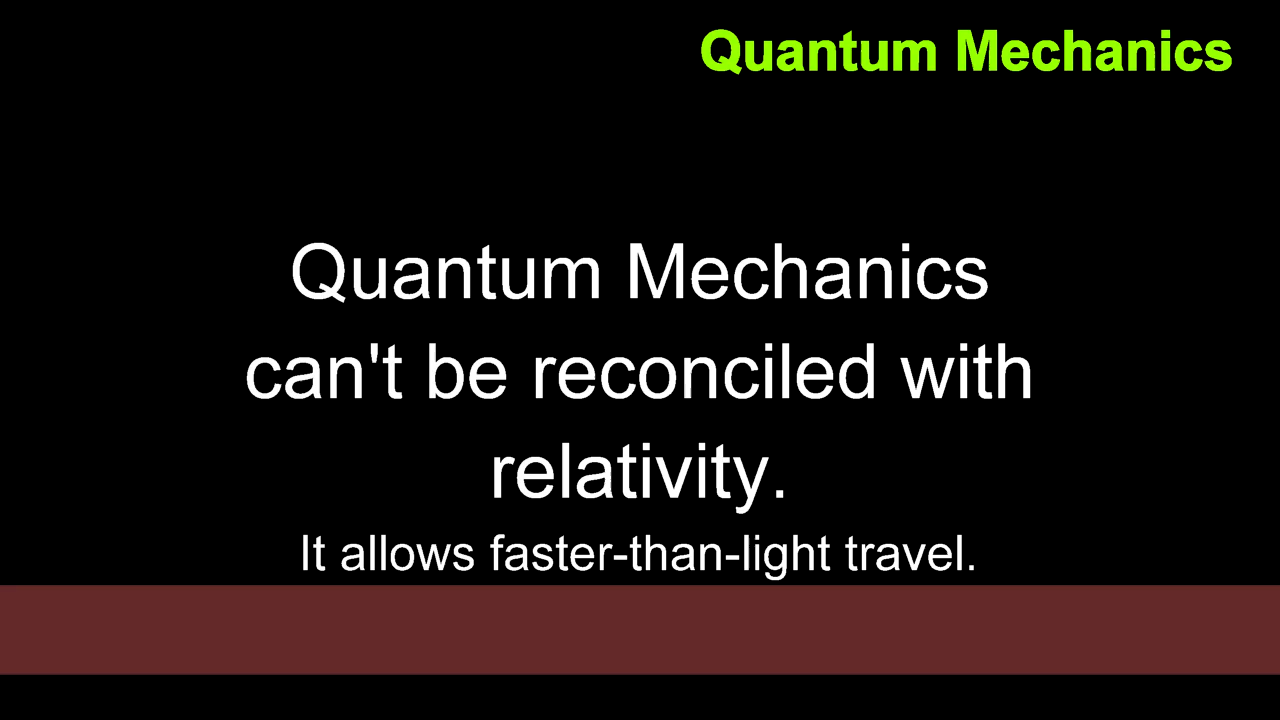 Quantum Mechanics
Quantum Mechanics
can't be reconciled with
relativity.
It allows faster-than-light travel.